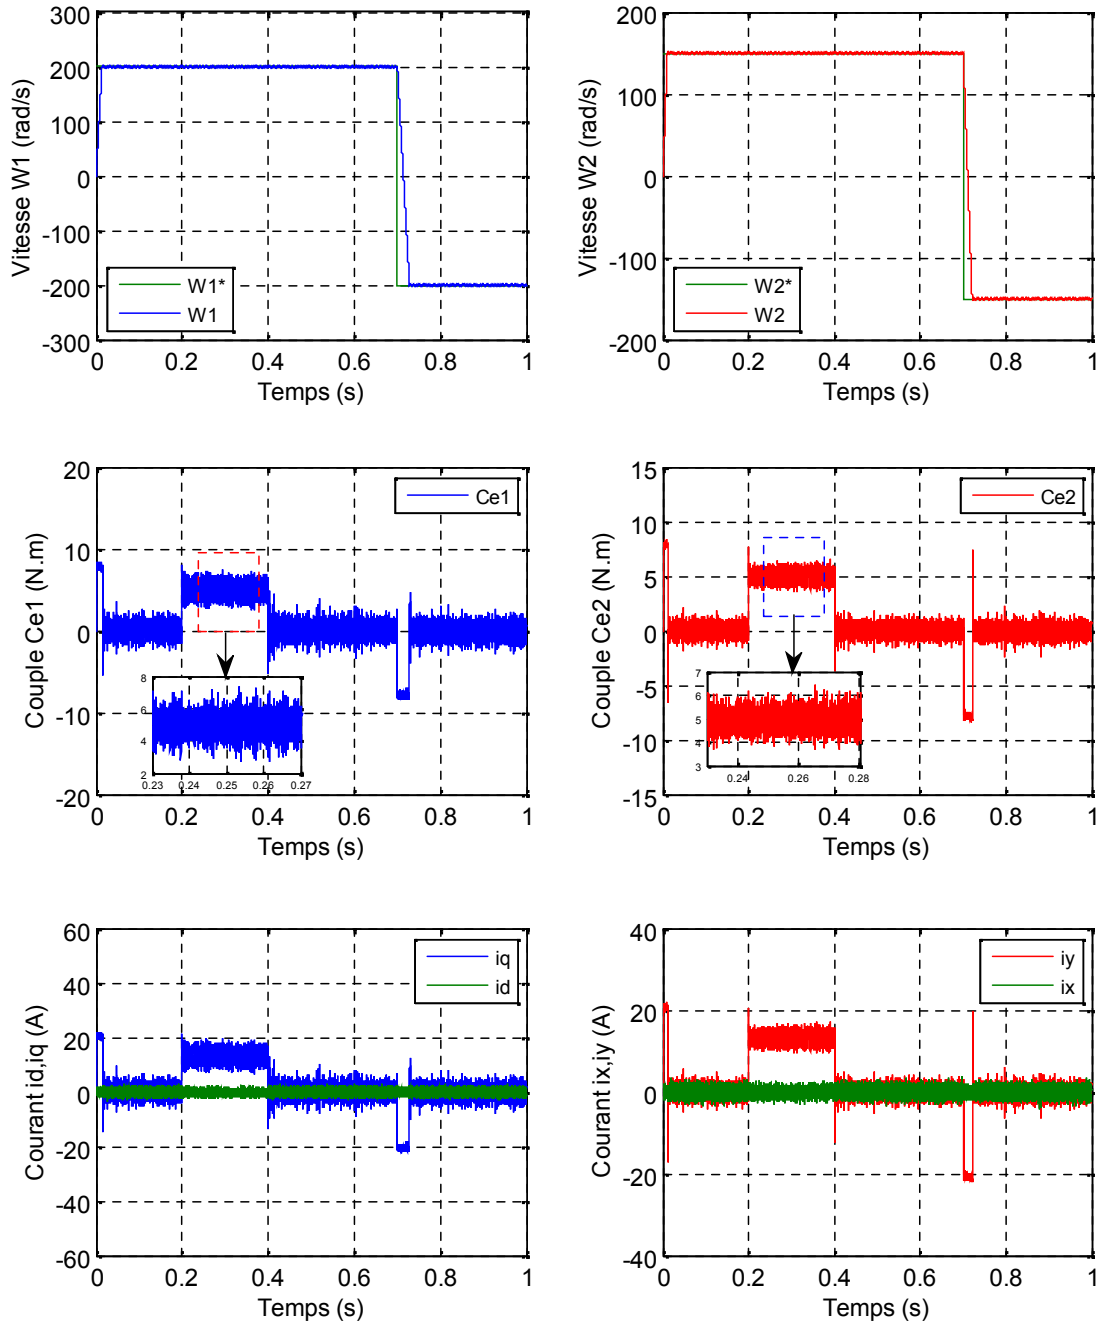 300
200
100
0
-100
-200
-300
Vitesse W1 (rad/s)
W1*
W1
0 0.2 0.4 0.6 0.8 1
Temps (s)
200
100
0
-100
-200
Vitesse W2 (rad/s)
W2*
W2
0 0.2 0.4 0.6 0.8 1
Temps (s)
20
10
0
-10
-20
Couple Ce1 (N.m)
Ce1
8
6
4
2
0.23 0.24 0.25 0.26 0.27
0 0.2 0.4 0.6 0.8 1
Temps (s)
15
10
5
0
-5
-10
-15
Couple Ce2 (N.m)
Ce2
7
6
5
4
3
0.24 0.26 0.28
0 0.2 0.4 0.6 0.8 1
Temps (s)
60
40
20
0
-20
-40
-60
Courant id,iq (A)
iq
id
0 0.2 0.4 0.6 0.8 1
Temps (s)
40
20
0
-20
-40
Courant ix,iy (A)
iy
ix
0 0.2 0.4 0.6 0.8 1
Temps (s)